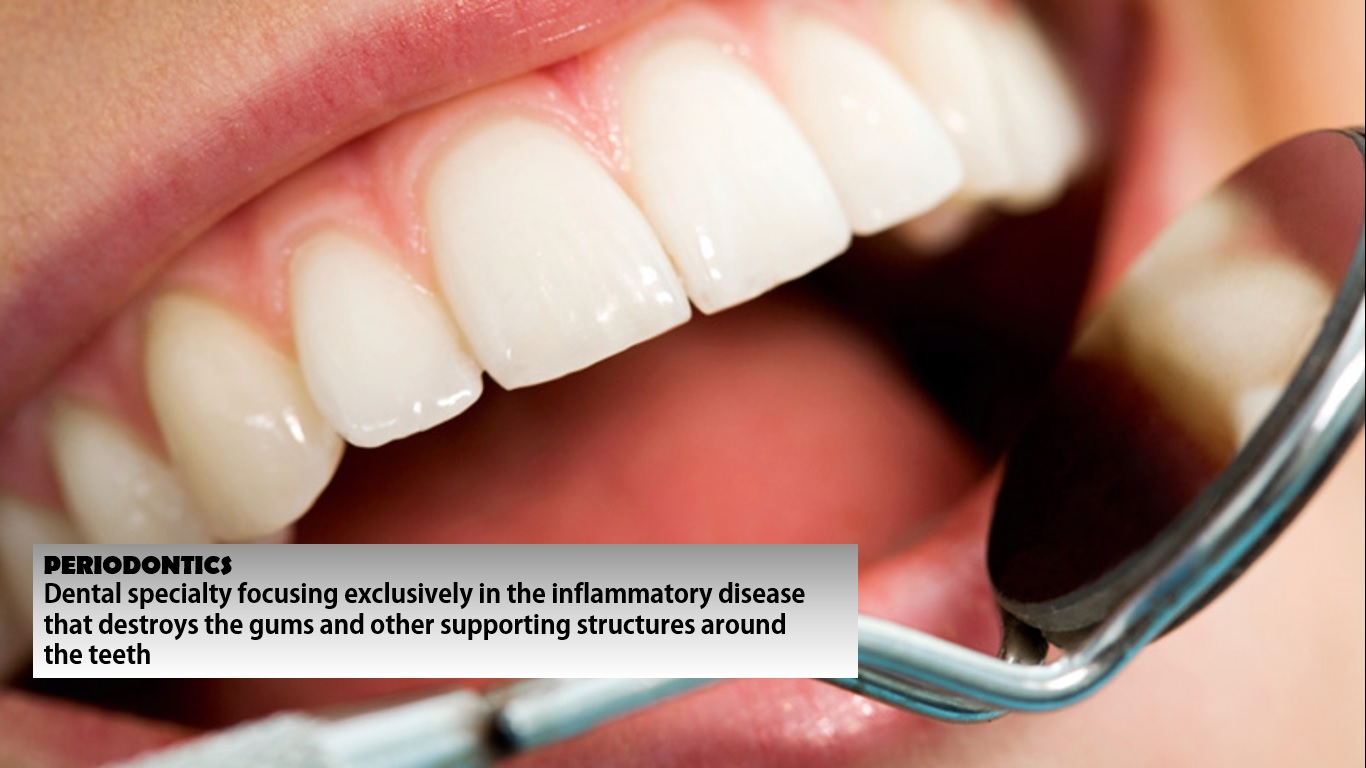 PERIODONTICS
Dental specialty focusing exclusively in the inflammatory disease
that destroys the gums and other supporting structures around
the teeth